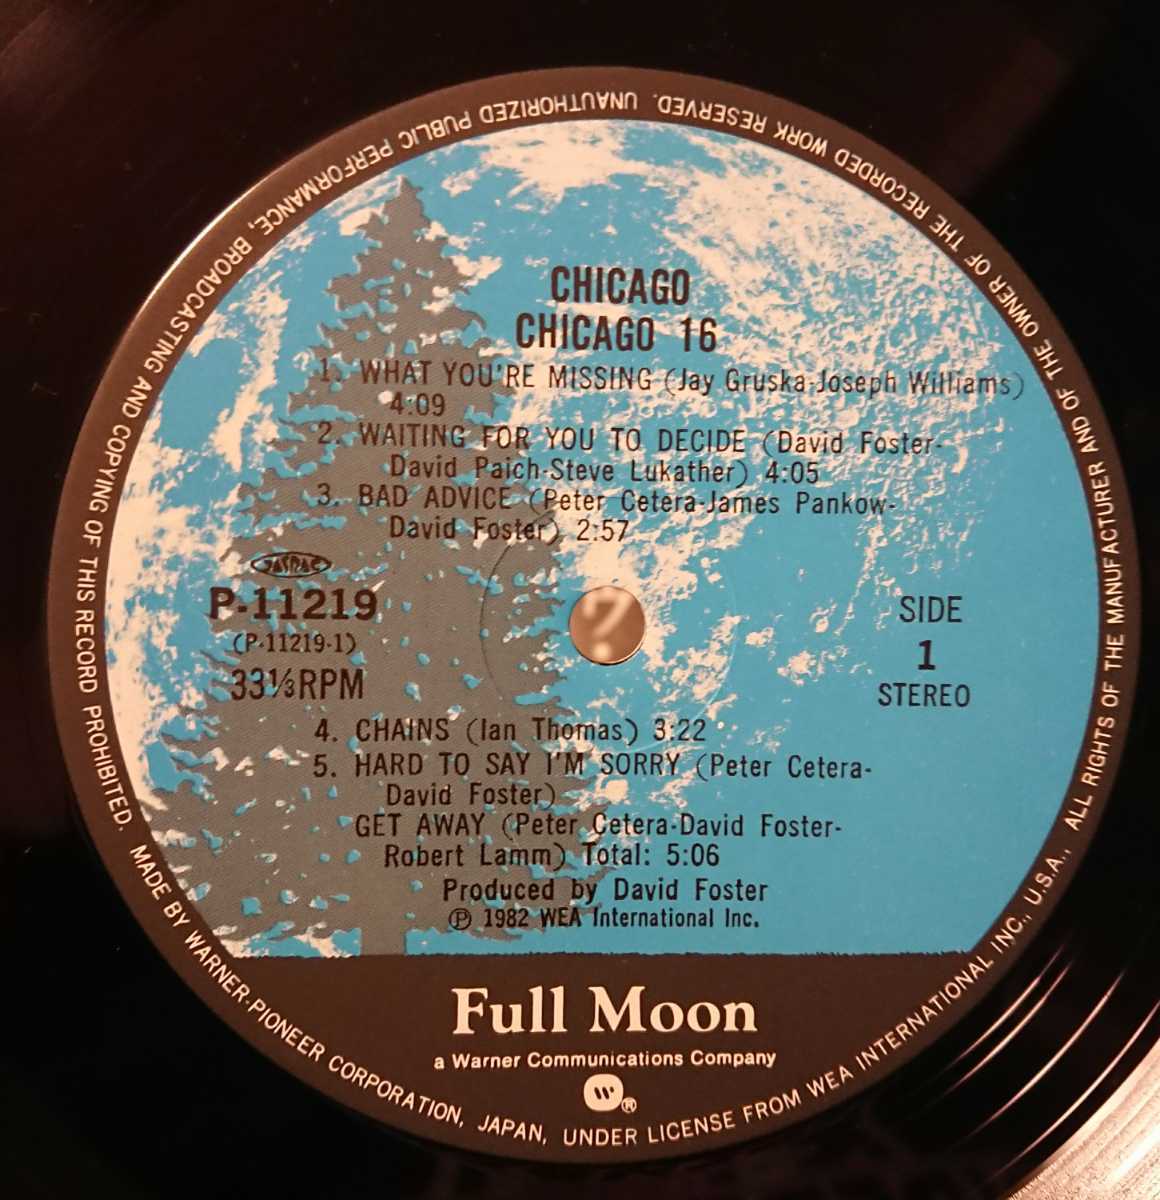 CHICAGO
CHICAGO 16
1. WHAT YOU'RE MISSING (Jay Gruska-Joseph Williams)
4:09
2. WAITING FOR YOU TO DECIDE (David Foster-
David Paich-Steve Lukather) 4:05
3. BAD ADVICE (Peter Cetera-James Pankow-
David Foster) 2:57
JASRAC
P-11219
(P-11219-1)
33⅓RPM
SIDE
1
STEREO
4. CHAINS (Ian Thomas) 3:22
5. HARD TO SAY I'M SORRY (Peter Cetera-
David Foster)
GET AWAY (Peter Cetera-David Foster-
Robert Lamm) Total: 5:06
Produced by David Foster
Ⓟ 1982 WEA International Inc.
Full Moon
a Warner Communications Company
W®
MADE BY WARNER-PIONEER CORPORATION, JAPAN, UNDER LICENSE FROM WEA INTERNATIONAL INC., U.S.A., ALL RIGHTS OF THE MANUFACTURER AND OF THE OWNER OF THE RECORDED WORK RESERVED. UNAUTHORIZED PUBLIC PERFORMANCE, BROADCASTING AND COPYING OF THIS RECORD PROHIBITED.